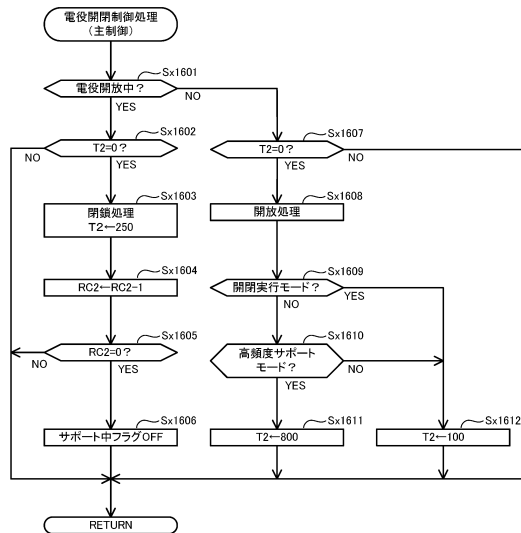 電役開閉制御処理
(主制御)
Sx1601
電役開放中？
NO
YES
Sx1602
T2=0？
NO
YES
Sx1607
T2=0？
NO
YES
Sx1603
閉鎖処理
T2←250
Sx1608
開放処理
Sx1604
RC2←RC2-1
Sx1609
開閉実行モード？
YES
NO
Sx1605
RC2=0？
NO
YES
Sx1610
高頻度サポート
モード？
NO
YES
Sx1606
サポート中フラグOFF
Sx1611
T2←800
Sx1612
T2←100
RETURN